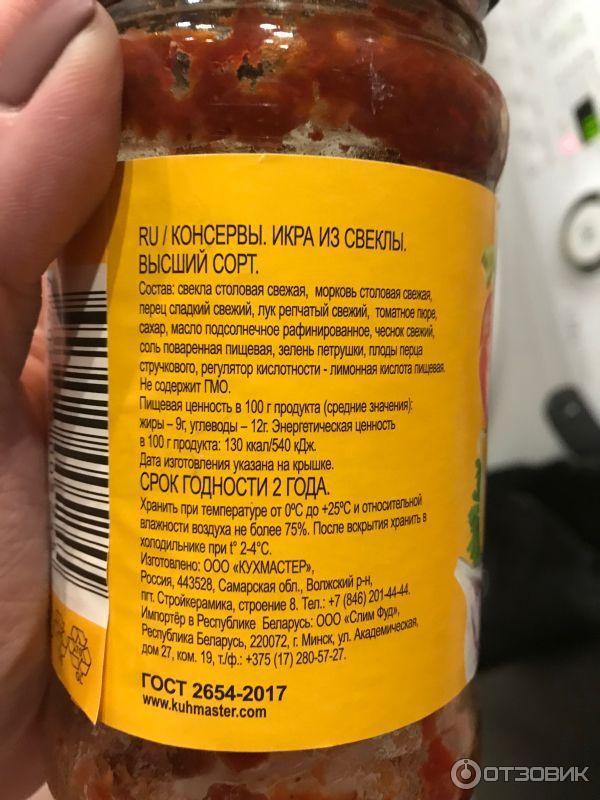 RU / КОНСЕРВЫ. ИКРА ИЗ СВЕКЛЫ.
ВЫСШИЙ СОРТ.
Состав: свекла столовая свежая, морковь столовая свежая,
перец сладкий свежий, лук репчатый свежий, томатное пюре,
сахар, масло подсолнечное рафинированное, чеснок свежий,
соль поваренная пищевая, зелень петрушки, плоды перца
стручкового, регулятор кислотности - лимонная кислота пищевая.
Не содержит ГМО.
Пищевая ценность в 100 г продукта (средние значения):
жиры – 9г, углеводы – 12г. Энергетическая ценность
в 100 г продукта: 130 ккал/540 кДж.
Дата изготовления указана на крышке.
СРОК ГОДНОСТИ 2 ГОДА.
Хранить при температуре от 0ºС до +25ºС и относительной
влажности воздуха не более 75%. После вскрытия хранить в
холодильнике при t° 2-4°С.
Изготовлено: ООО «КУХМАСТЕР»,
Россия, 443528, Самарская обл., Волжский р-н,
пгт. Стройкерамика, строение 8. Тел.: +7 (846) 201-44-44.
Импортёр в Республике Беларусь: ООО «Слим Фуд»,
Республика Беларусь, 220072, г. Минск, ул. Академическая,
дом 27, ком. 19, т./ф.: +375 (17) 280-57-27.
ГОСТ 2654-2017
www.kuhmaster.com
ОТЗОВИК